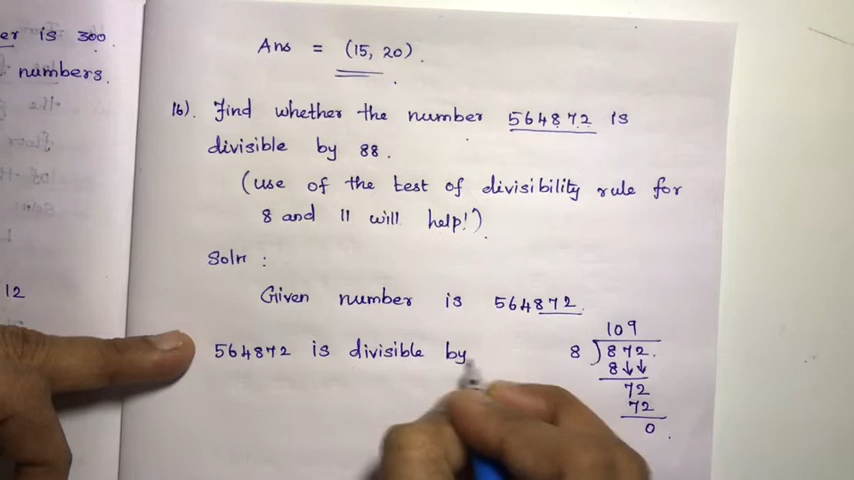 er is 300
numbers.
12
Ans = (15, 20).
16). Find whether the number 564872 is
divisible by 88.
(use of the test of divisibility rule for
8 and 11 will help!).
Soln :
Given number is 564872.
564872 is divisible by
109
8) 872.
8↓↓
72
72
0.